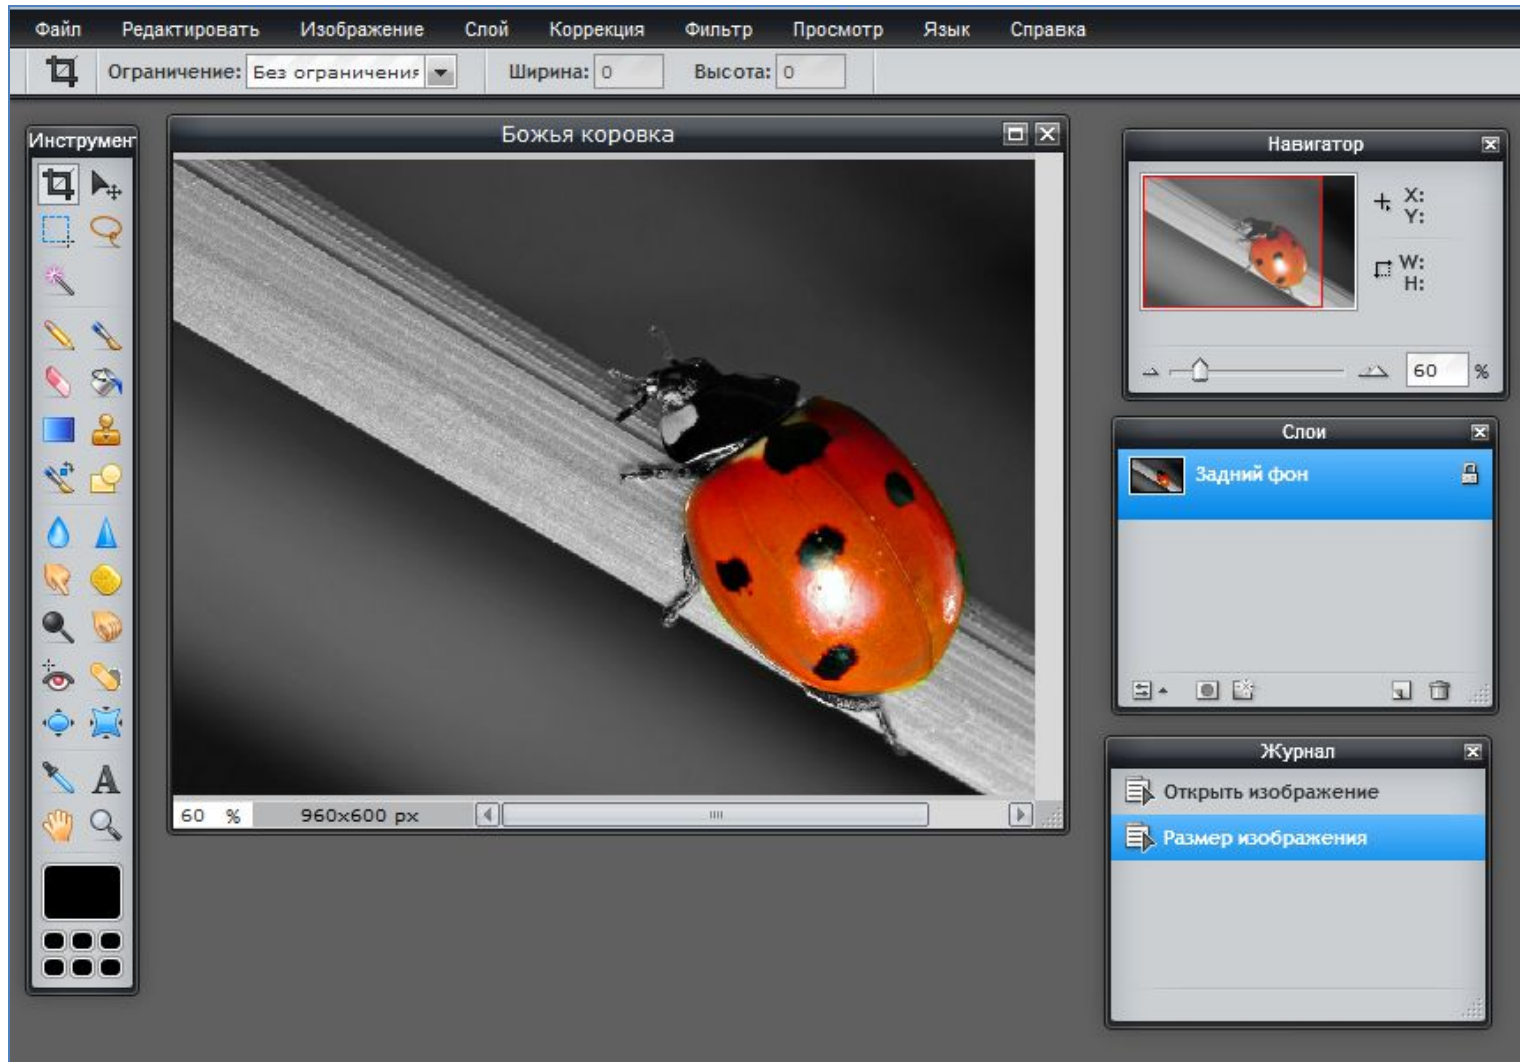 Файл Редактировать Изображение Слой Коррекция Фильтр Просмотр Язык Справка
Ограничение: Без ограничения Ширина: 0 Высота: 0
Инструмен
Божья коровка
60 % 960x600 px
Навигатор
X:
Y:
W:
H:
60 %
Слои
Задний фон
Журнал
Открыть изображение
Размер изображения